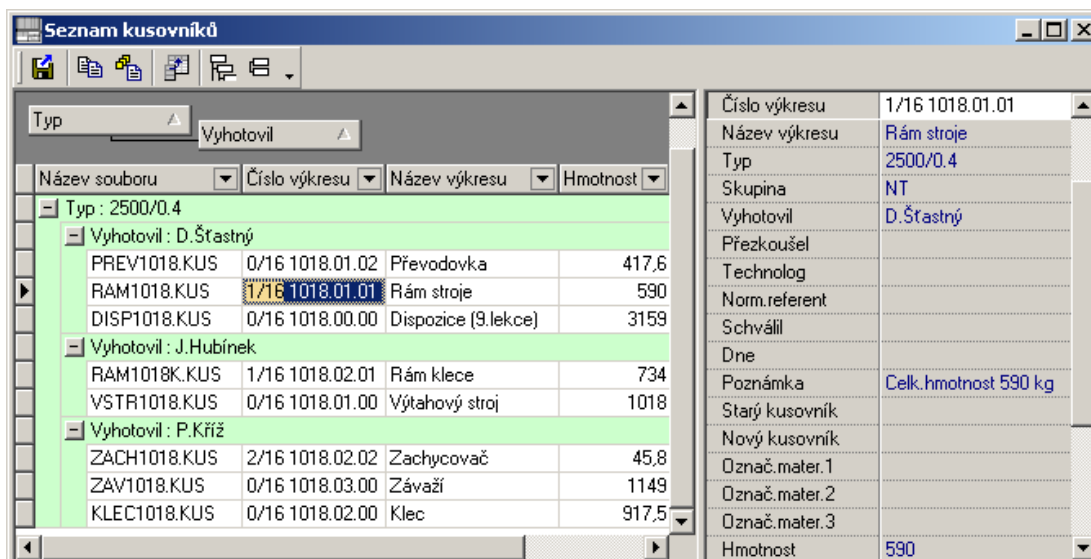 Seznam kusovníků
Typ
Vyhotovil
Název souboru Číslo výkresu Název výkresu Hmotnost
Typ : 2500/0.4
Vyhotovil : D.Šťastný
PREV1018.KUS 0/16 1018.01.02 Převodovka 417,6
RAM1018.KUS 1/16 1018.01.01 Rám stroje 590
DISP1018.KUS 0/16 1018.00.00 Dispozice (9.lekce) 3159
Vyhotovil : J.Hubínek
RAM1018K.KUS 1/16 1018.02.01 Rám klece 734
VSTR1018.KUS 0/16 1018.01.00 Výtahový stroj 1018
Vyhotovil : P.Kříž
ZACH1018.KUS 2/16 1018.02.02 Zachycovač 45,8
ZAV1018.KUS 0/16 1018.03.00 Závaží 1149
KLEC1018.KUS 0/16 1018.02.00 Klec 917,5
Číslo výkresu 1/16 1018.01.01
Název výkresu Rám stroje
Typ 2500/0.4
Skupina NT
Vyhotovil D.Šťastný
Přezkoušel
Technolog
Norm.referent
Schválil
Dne
Poznámka Celk.hmotnost 590 kg
Starý kusovník
Nový kusovník
Označ.mater.1
Označ.mater.2
Označ.mater.3
Hmotnost 590